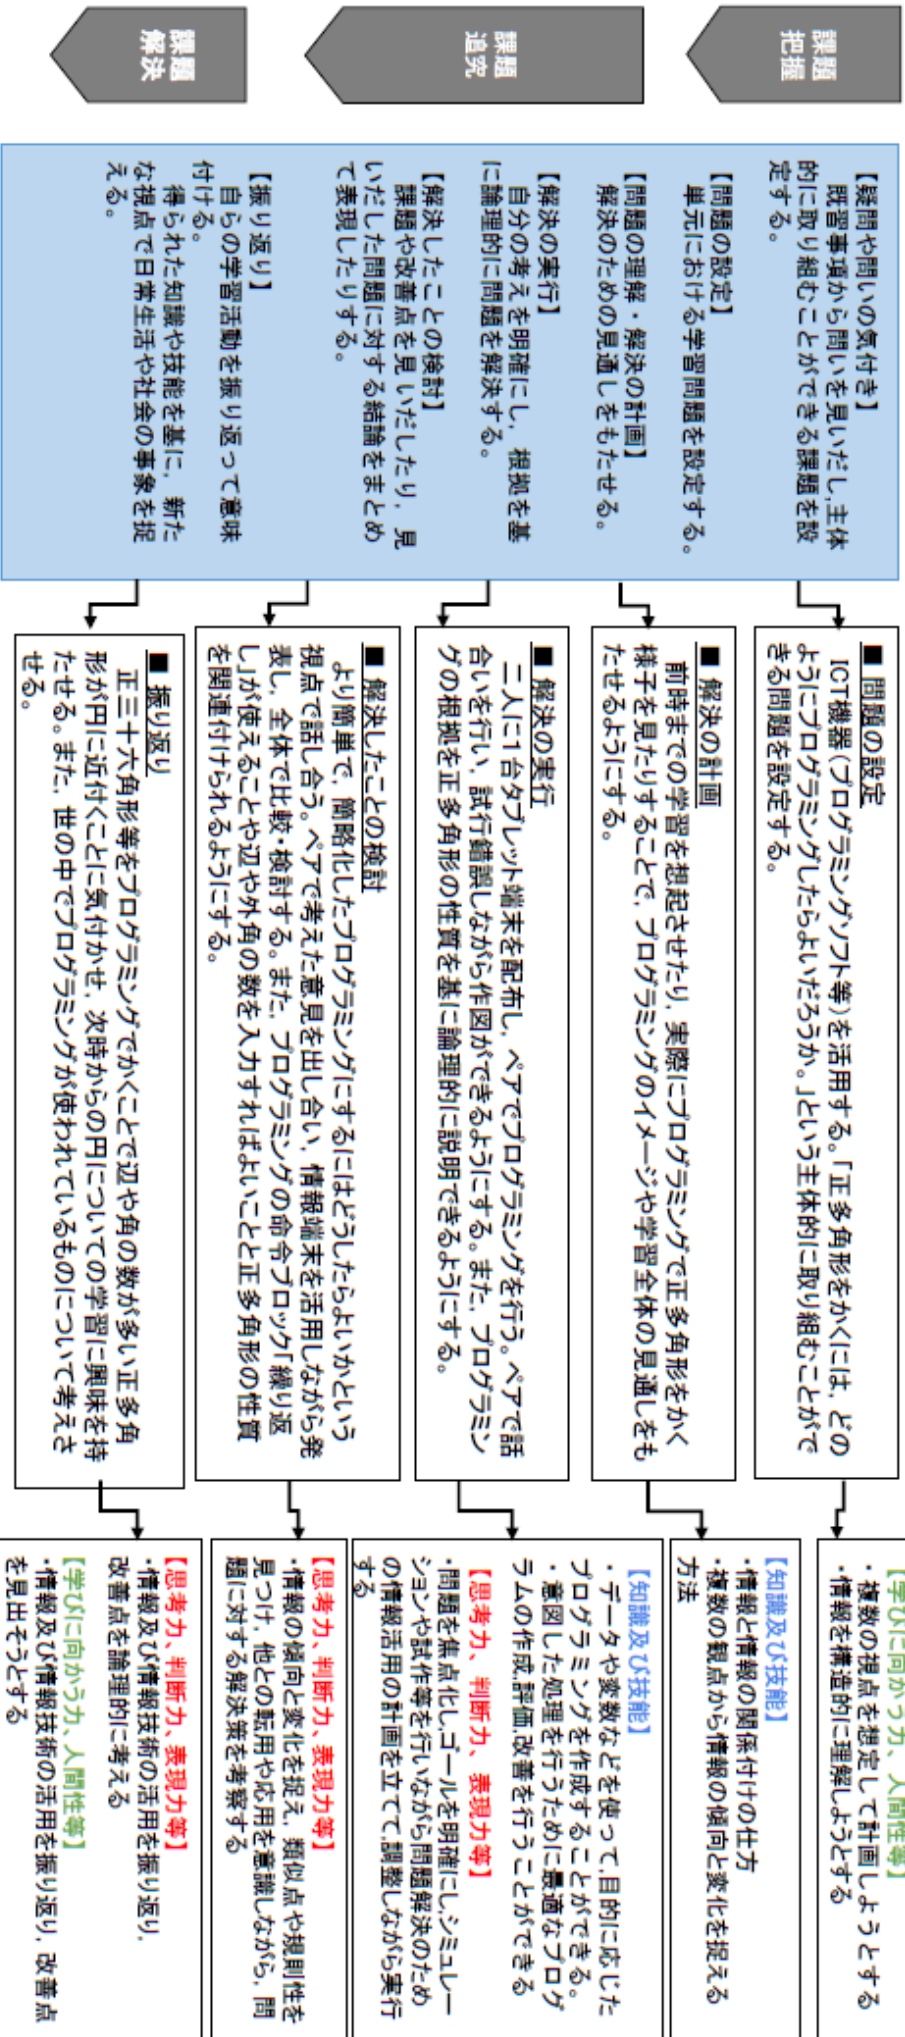 課題
把握
課題
追究
課題
解決
【疑問や問いの気付き】
既習事項から問いを見いだし,主体
的に取り組むことができる課題を設
定する。
【問題の設定】
単元における学習問題を設定する。
【問題の理解・解決の計画】
解決のための見通しをもたせる。
【解決の実行】
自分の考えを明確にし，根拠を基
に論理的に問題を解決する。
【解決したことの検討】
課題や改善点を見いだしたり，見
いだした問題に対する結論をまとめ
て表現したりする。
【振り返り】
自らの学習活動を振り返って意味
付ける。
得られた知識や技能を基に，新た
な視点で日常生活や社会の事象を捉
える。
■ 問題の設定
ICT機器(プログラミングソフト等)を活用する。「正多角形をかくには，どの
ようにプログラミングしたらよいだろうか。」という主体的に取り組むことがで
きる問題を設定する。
■ 解決の計画
前時までの学習を想起させたり，実際にプログラミングで正多角形をかく
様子を見たりすることで，プログラミングのイメージや学習全体の見通しをも
たせるようにする。
■ 解決の実行
二人に1台タブレット端末を配布し，ペアでプログラミングを行う。ペアで話
合いを行い，試行錯誤しながら作図ができるようにする。また，プログラミン
グの根拠を正多角形の性質を基に論理的に説明できるようにする。
■ 解決したことの検討
より簡単で，簡略化したプログラミングにするにはどうしたらよいかという
視点で話し合う。ペアで考えた意見を出し合い，情報端末を活用しながら発
表し，全体で比較・検討する。また，プログラミングの命令ブロック「繰り返
し」が使えることや辺や外角の数を入力すればよいことと正多角形の性質
を関連付けられるようにする。
■ 振り返り
正三十六角形等をプログラミングでかくことで辺や角の数が多い正多角
形が円に近付くことに気付かせ，次時からの円についての学習に興味を持
たせる。また，世の中でプログラミングが使われているものについて考えさ
せる。
【学びに向かう力、人間性等】
・複数の視点を想定して計画しようとする
・情報を構造的に理解しようとする
【知識及び技能】
・情報と情報の関係付けの仕方
・複数の観点から情報の傾向と変化を捉える
方法
【知識及び技能】
・データや変数などを使って,目的に応じた
プログラミングを作成することができる。
・意図した処理を行うために最適なプログ
ラムの作成,評価,改善を行うことができる
【思考力、判断力、表現力等】
・問題を焦点化し,ゴールを明確にし,シミュレー
ションや試作等を行いながら問題解決のため
の情報活用の計画を立てて,調整しながら実行
する
【思考力、判断力、表現力等】
・情報の傾向と変化を捉え，類似点や規則性を
見つけ，他との転用や応用を意識しながら，問
題に対する解決策を考察する
【思考力、判断力、表現力等】
・情報及び情報技術の活用を振り返り，
改善点を論理的に考える
【学びに向かう力、人間性等】
・情報及び情報技術の活用を振り返り，改善点
を見出そうとする